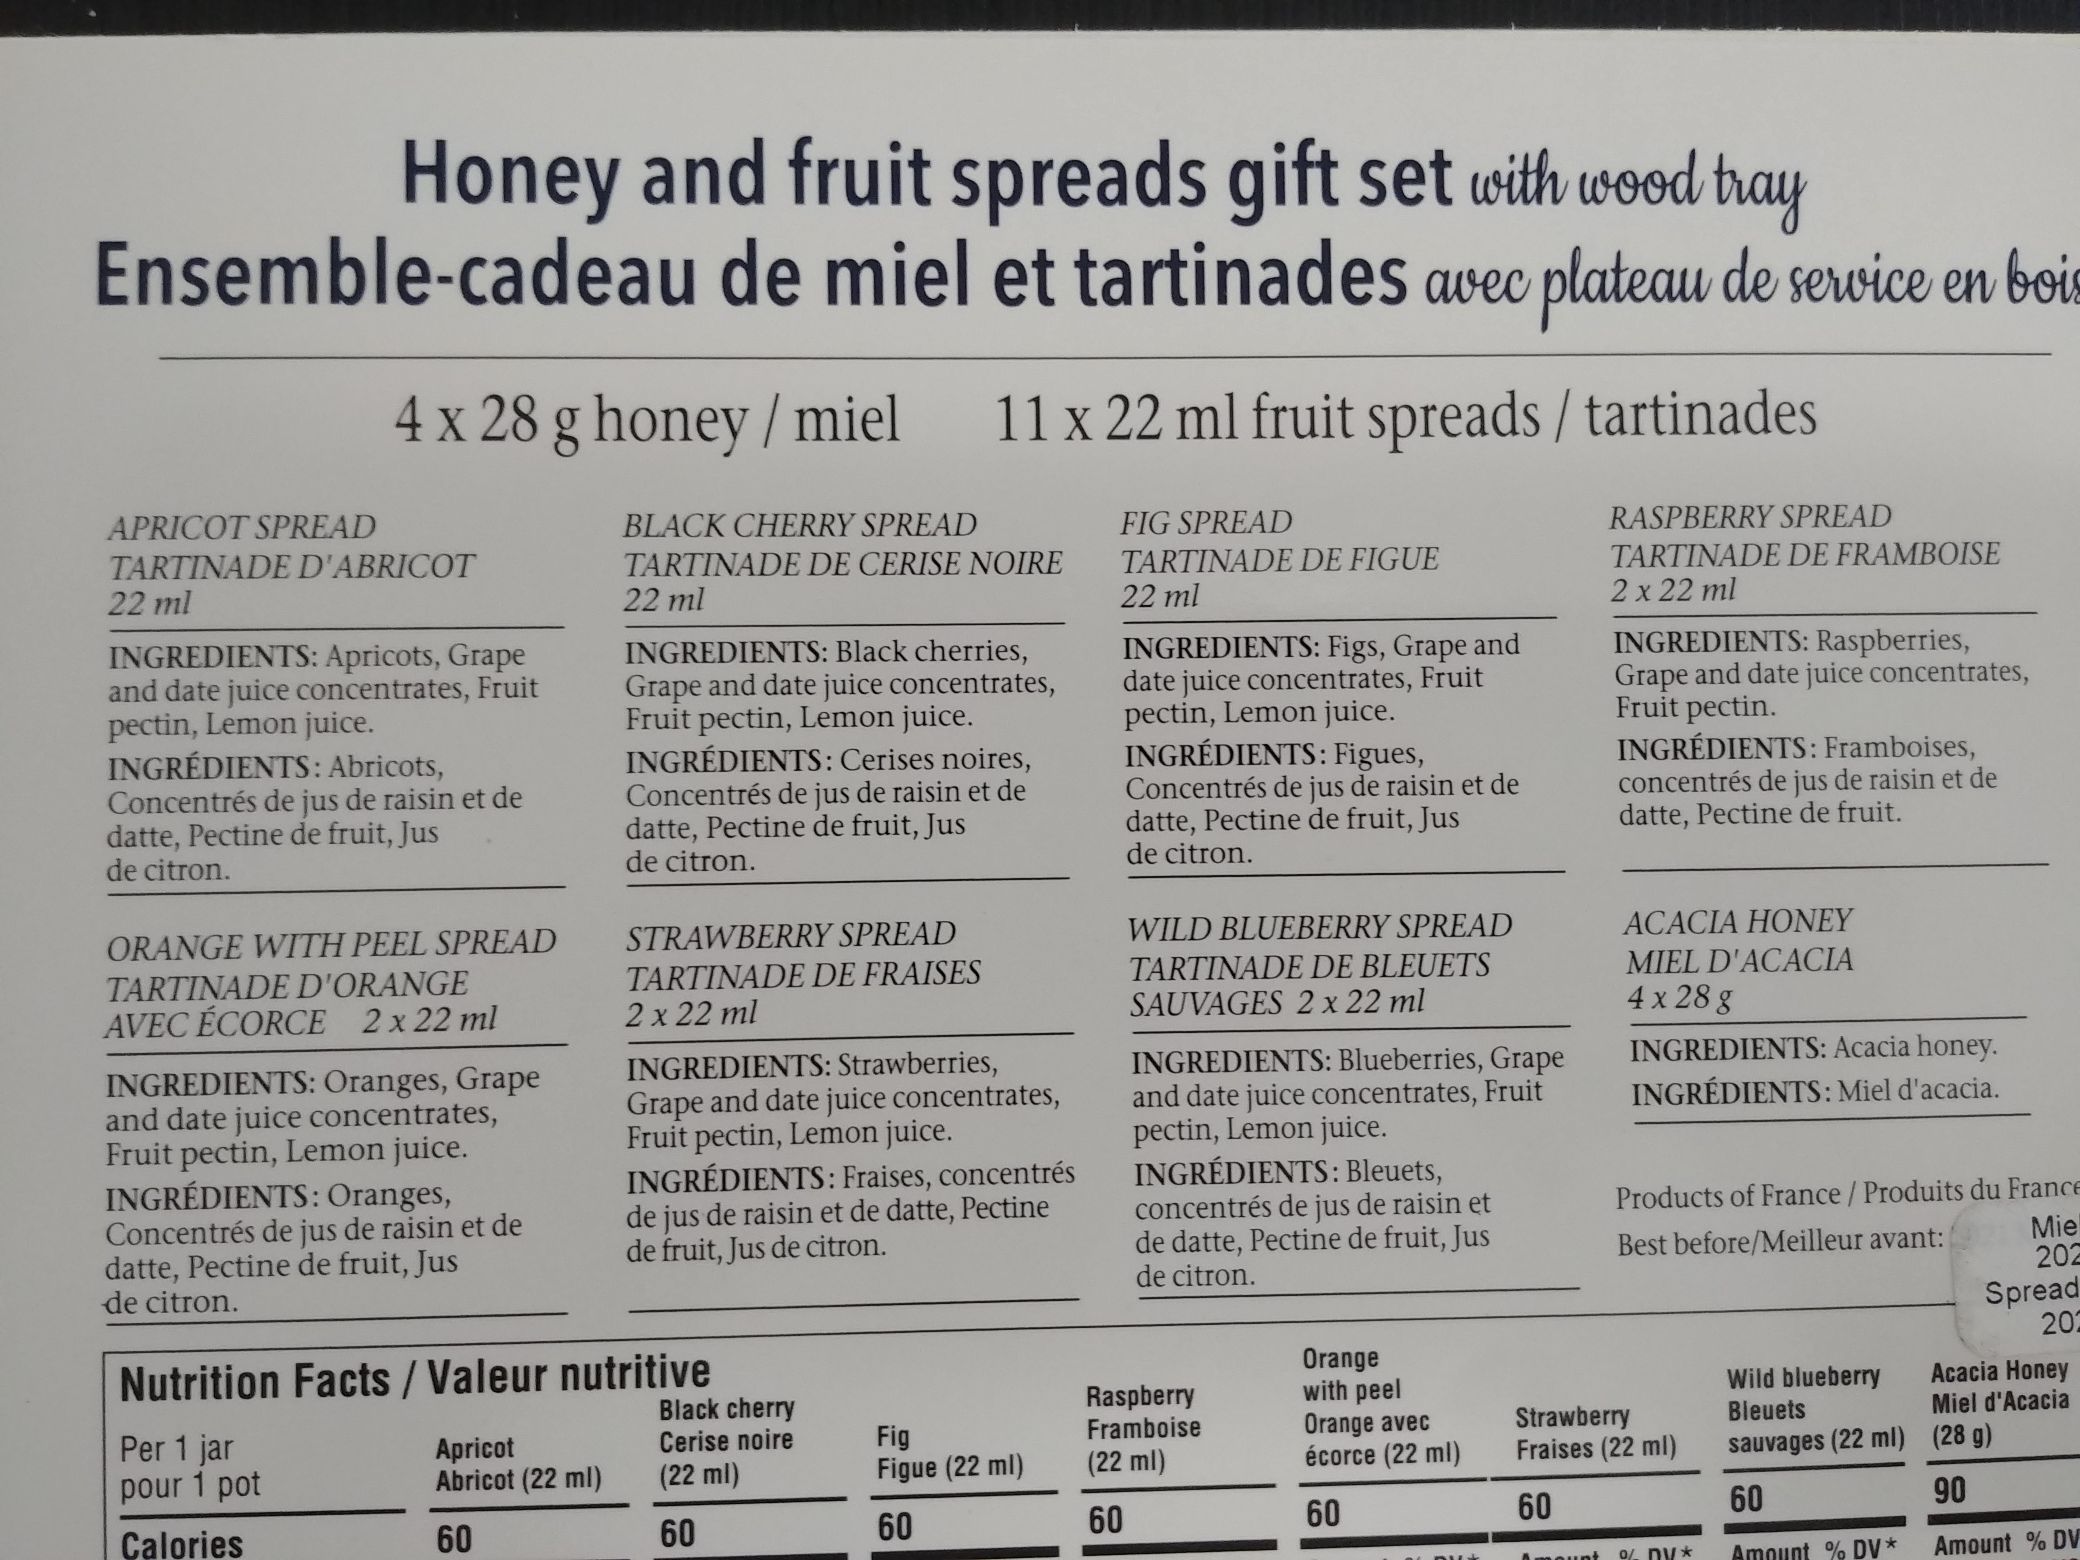 Honey and fruit spreads gift set with wood tray
Ensemble-cadeau de miel et tartinades avec plateau de service en bois
4 x 28 g honey / miel 11 x 22 ml fruit spreads / tartinades
APRICOT SPREAD
TARTINADE D'ABRICOT
22 ml
INGREDIENTS: Apricots, Grape
and date juice concentrates, Fruit
pectin, Lemon juice.
INGRÉDIENTS: Abricots,
Concentrés de jus de raisin et de
datte, Pectine de fruit, Jus
de citron.
BLACK CHERRY SPREAD
TARTINADE DE CERISE NOIRE
22 ml
INGREDIENTS: Black cherries,
Grape and date juice concentrates,
Fruit pectin, Lemon juice.
INGRÉDIENTS: Cerises noires,
Concentrés de jus de raisin et de
datte, Pectine de fruit, Jus
de citron.
FIG SPREAD
TARTINADE DE FIGUE
22 ml
INGREDIENTS: Figs, Grape and
date juice concentrates, Fruit
pectin, Lemon juice.
INGRÉDIENTS: Figues,
Concentrés de jus de raisin et de
datte, Pectine de fruit, Jus
de citron.
RASPBERRY SPREAD
TARTINADE DE FRAMBOISE
2 x 22 ml
INGREDIENTS: Raspberries,
Grape and date juice concentrates,
Fruit pectin.
INGRÉDIENTS: Framboises,
concentrés de jus de raisin et de
datte, Pectine de fruit.
ORANGE WITH PEEL SPREAD
TARTINADE D'ORANGE
AVEC ÉCORCE 2 x 22 ml
INGREDIENTS: Oranges, Grape
and date juice concentrates,
Fruit pectin, Lemon juice.
INGRÉDIENTS: Oranges,
Concentrés de jus de raisin et de
datte, Pectine de fruit, Jus
de citron.
STRAWBERRY SPREAD
TARTINADE DE FRAISES
2 x 22 ml
INGREDIENTS: Strawberries,
Grape and date juice concentrates,
Fruit pectin, Lemon juice.
INGRÉDIENTS: Fraises, concentrés
de jus de raisin et de datte, Pectine
de fruit, Jus de citron.
WILD BLUEBERRY SPREAD
TARTINADE DE BLEUETS
SAUVAGES 2 x 22 ml
INGREDIENTS: Blueberries, Grape
and date juice concentrates, Fruit
pectin, Lemon juice.
INGRÉDIENTS: Bleuets,
concentrés de jus de raisin et
de datte, Pectine de fruit, Jus
de citron.
ACACIA HONEY
MIEL D'ACACIA
4 x 28 g
INGREDIENTS: Acacia honey.
INGRÉDIENTS: Miel d'acacia.
Products of France / Produits du France
Best before/Meilleur avant:
Spread
Nutrition Facts / Valeur nutritive
Per 1 jar
pour 1 pot
Apricot
Abricot (22 ml)
Black cherry
Cerise noire
(22 ml)
Fig
Figue (22 ml)
Raspberry
Framboise
(22 ml)
Orange
with peel
Orange avec
écorce (22 ml)
Strawberry
Fraises (22 ml)
Wild blueberry
Bleuets
sauvages (22 ml)
Acacia Honey
Miel d'Acacia
(28 g)
Calories 60 60 60 60 60 60 60 90
% DV* Amount % DV* Amount % DV